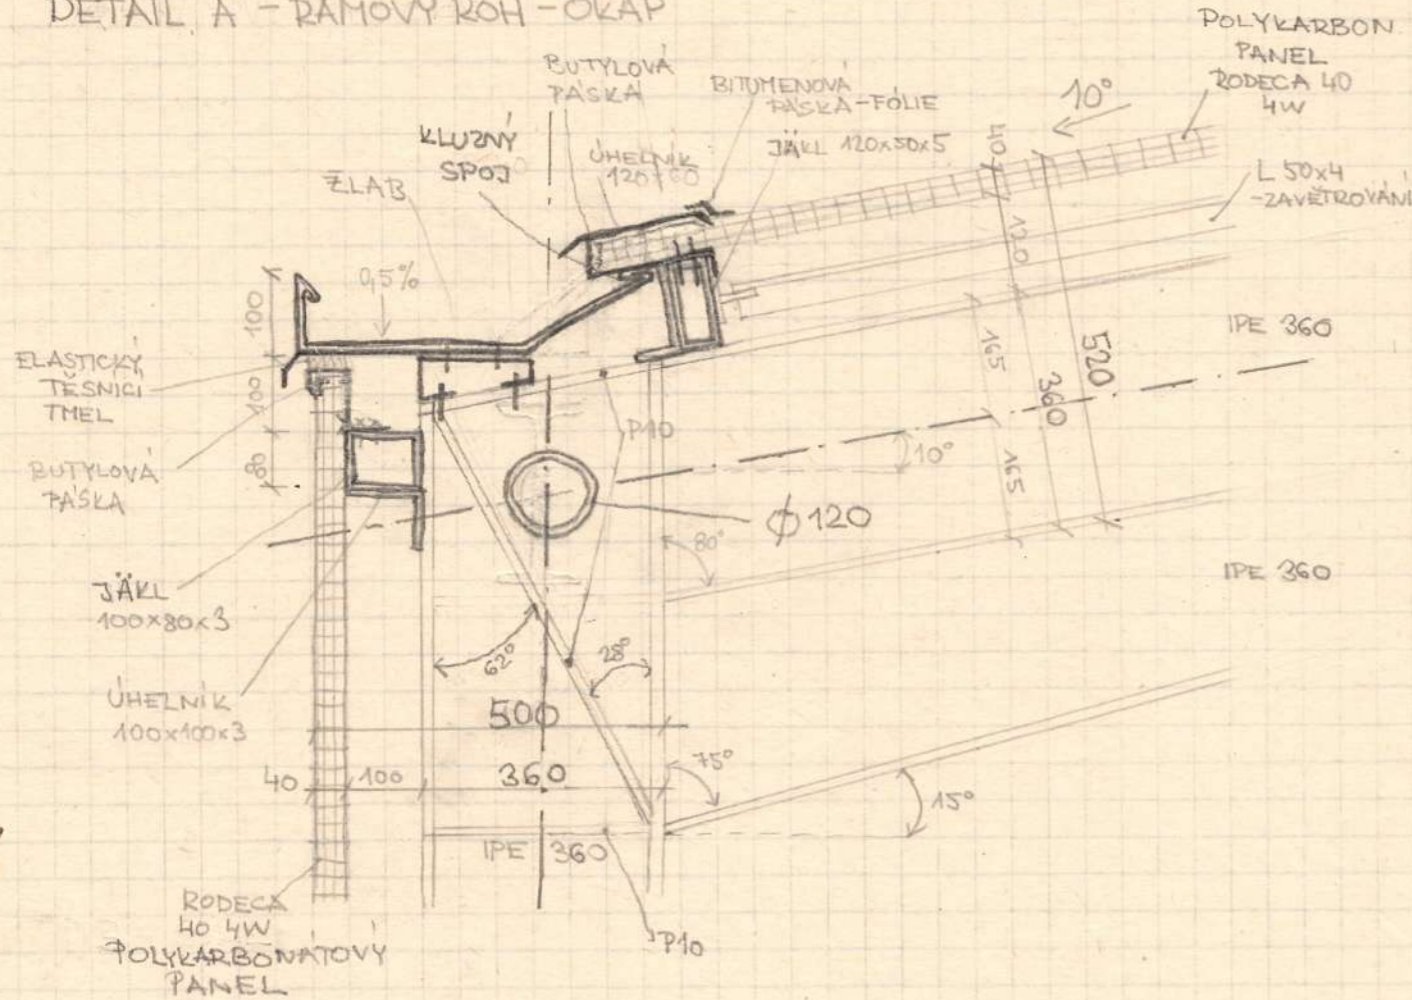 DETAIL A - RÁMOVÝ ROH - OKAP
POLYKARBON
PANEL
RODECA 40
4W
BUTYLOVÁ
PÁSKA
BITUMENOVÁ
PÁSKA-FÓLIE
10°
KLUZNÝ
SPOJ
ÚHELNÍK
JÄKL 120x50x5
40
ŽLAB
L 50x4
-ZAVĚTROVÁNÍ
120
0,5%
100
IPE 360
ELASTICKÝ
TĚSNICÍ
TMEL
165
520
360
100
P10
10°
80
165
BUTYLOVÁ
PÁSKA
Ø120
80°
IPE 360
JÄKL
100x80x3
62°
28°
ÚHELNÍK
100x100x3
500
40
100
360
75°
15°
IPE 360
RODECA
40 4W
POLYKARBONÁTOVÝ
PANEL
P10